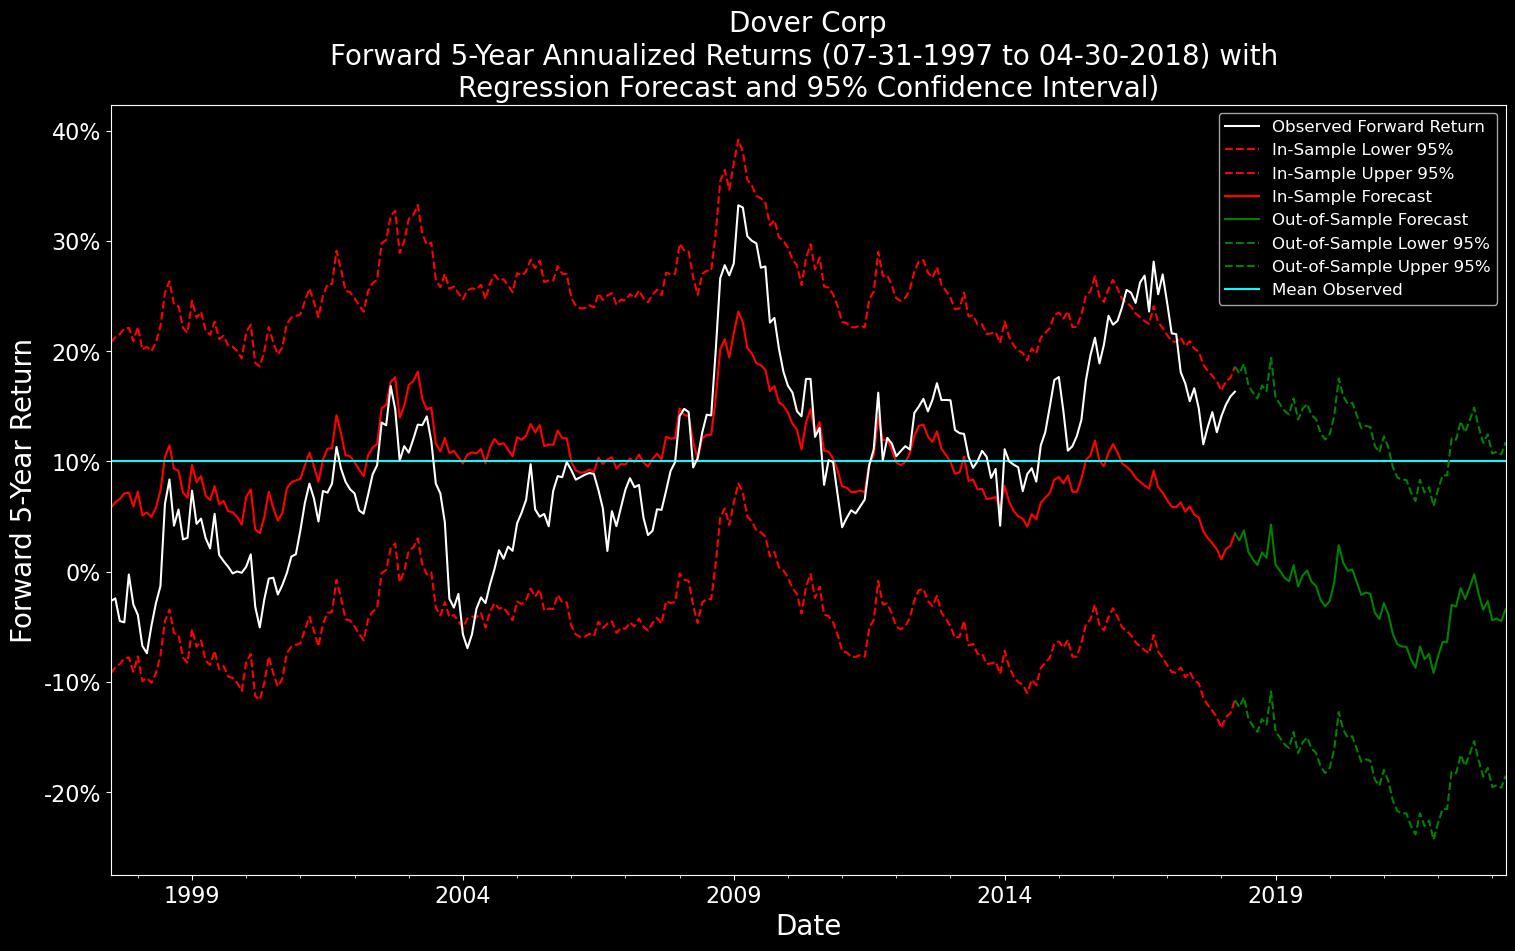 Dover Corp
Forward 5-Year Annualized Returns (07-31-1997 to 04-30-2018) with
Regression Forecast and 95% Confidence Interval)
Observed Forward Return
In-Sample Lower 95%
In-Sample Upper 95%
In-Sample Forecast
Out-of-Sample Forecast
Out-of-Sample Lower 95%
Out-of-Sample Upper 95%
Mean Observed
Forward 5-Year Return
40%
30%
20%
10%
0%
-10%
-20%
1999 2004 2009 2014 2019
Date